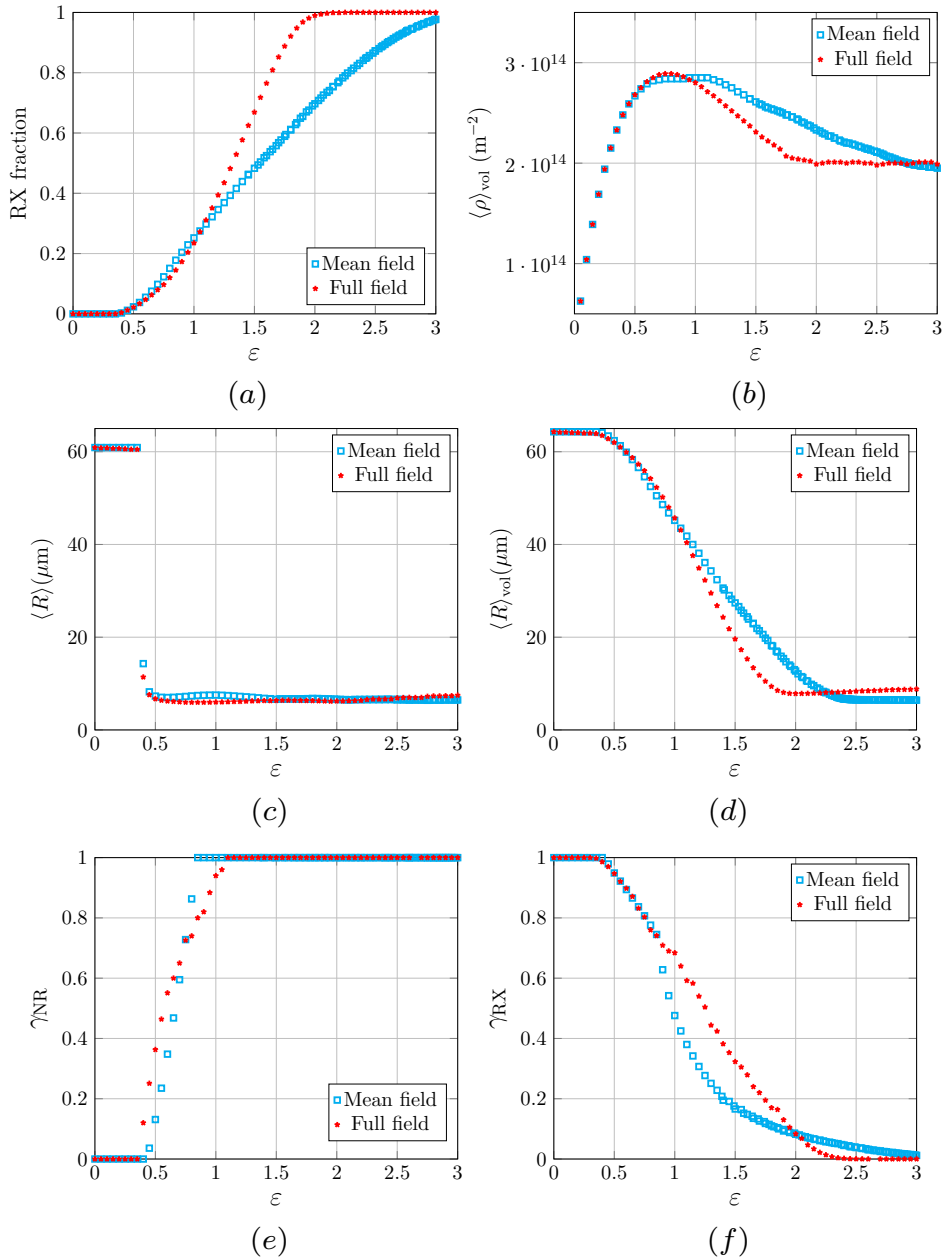 1
0.8
0.6
0.4
0.2
0
RX fraction
0 0.5 1 1.5 2 2.5 3
ε
Mean field
Full field
(a)
3·10¹⁴
2·10¹⁴
1·10¹⁴
⟨ρ⟩vol (m⁻²)
0 0.5 1 1.5 2 2.5 3
ε
Mean field
Full field
(b)
60
40
20
0
⟨R⟩(μm)
0 0.5 1 1.5 2 2.5 3
ε
Mean field
Full field
(c)
60
40
20
0
⟨R⟩vol(μm)
0 0.5 1 1.5 2 2.5 3
ε
Mean field
Full field
(d)
1
0.8
0.6
0.4
0.2
0
γNR
0 0.5 1 1.5 2 2.5 3
ε
Mean field
Full field
(e)
1
0.8
0.6
0.4
0.2
0
γRX
0 0.5 1 1.5 2 2.5 3
ε
Mean field
Full field
(f)